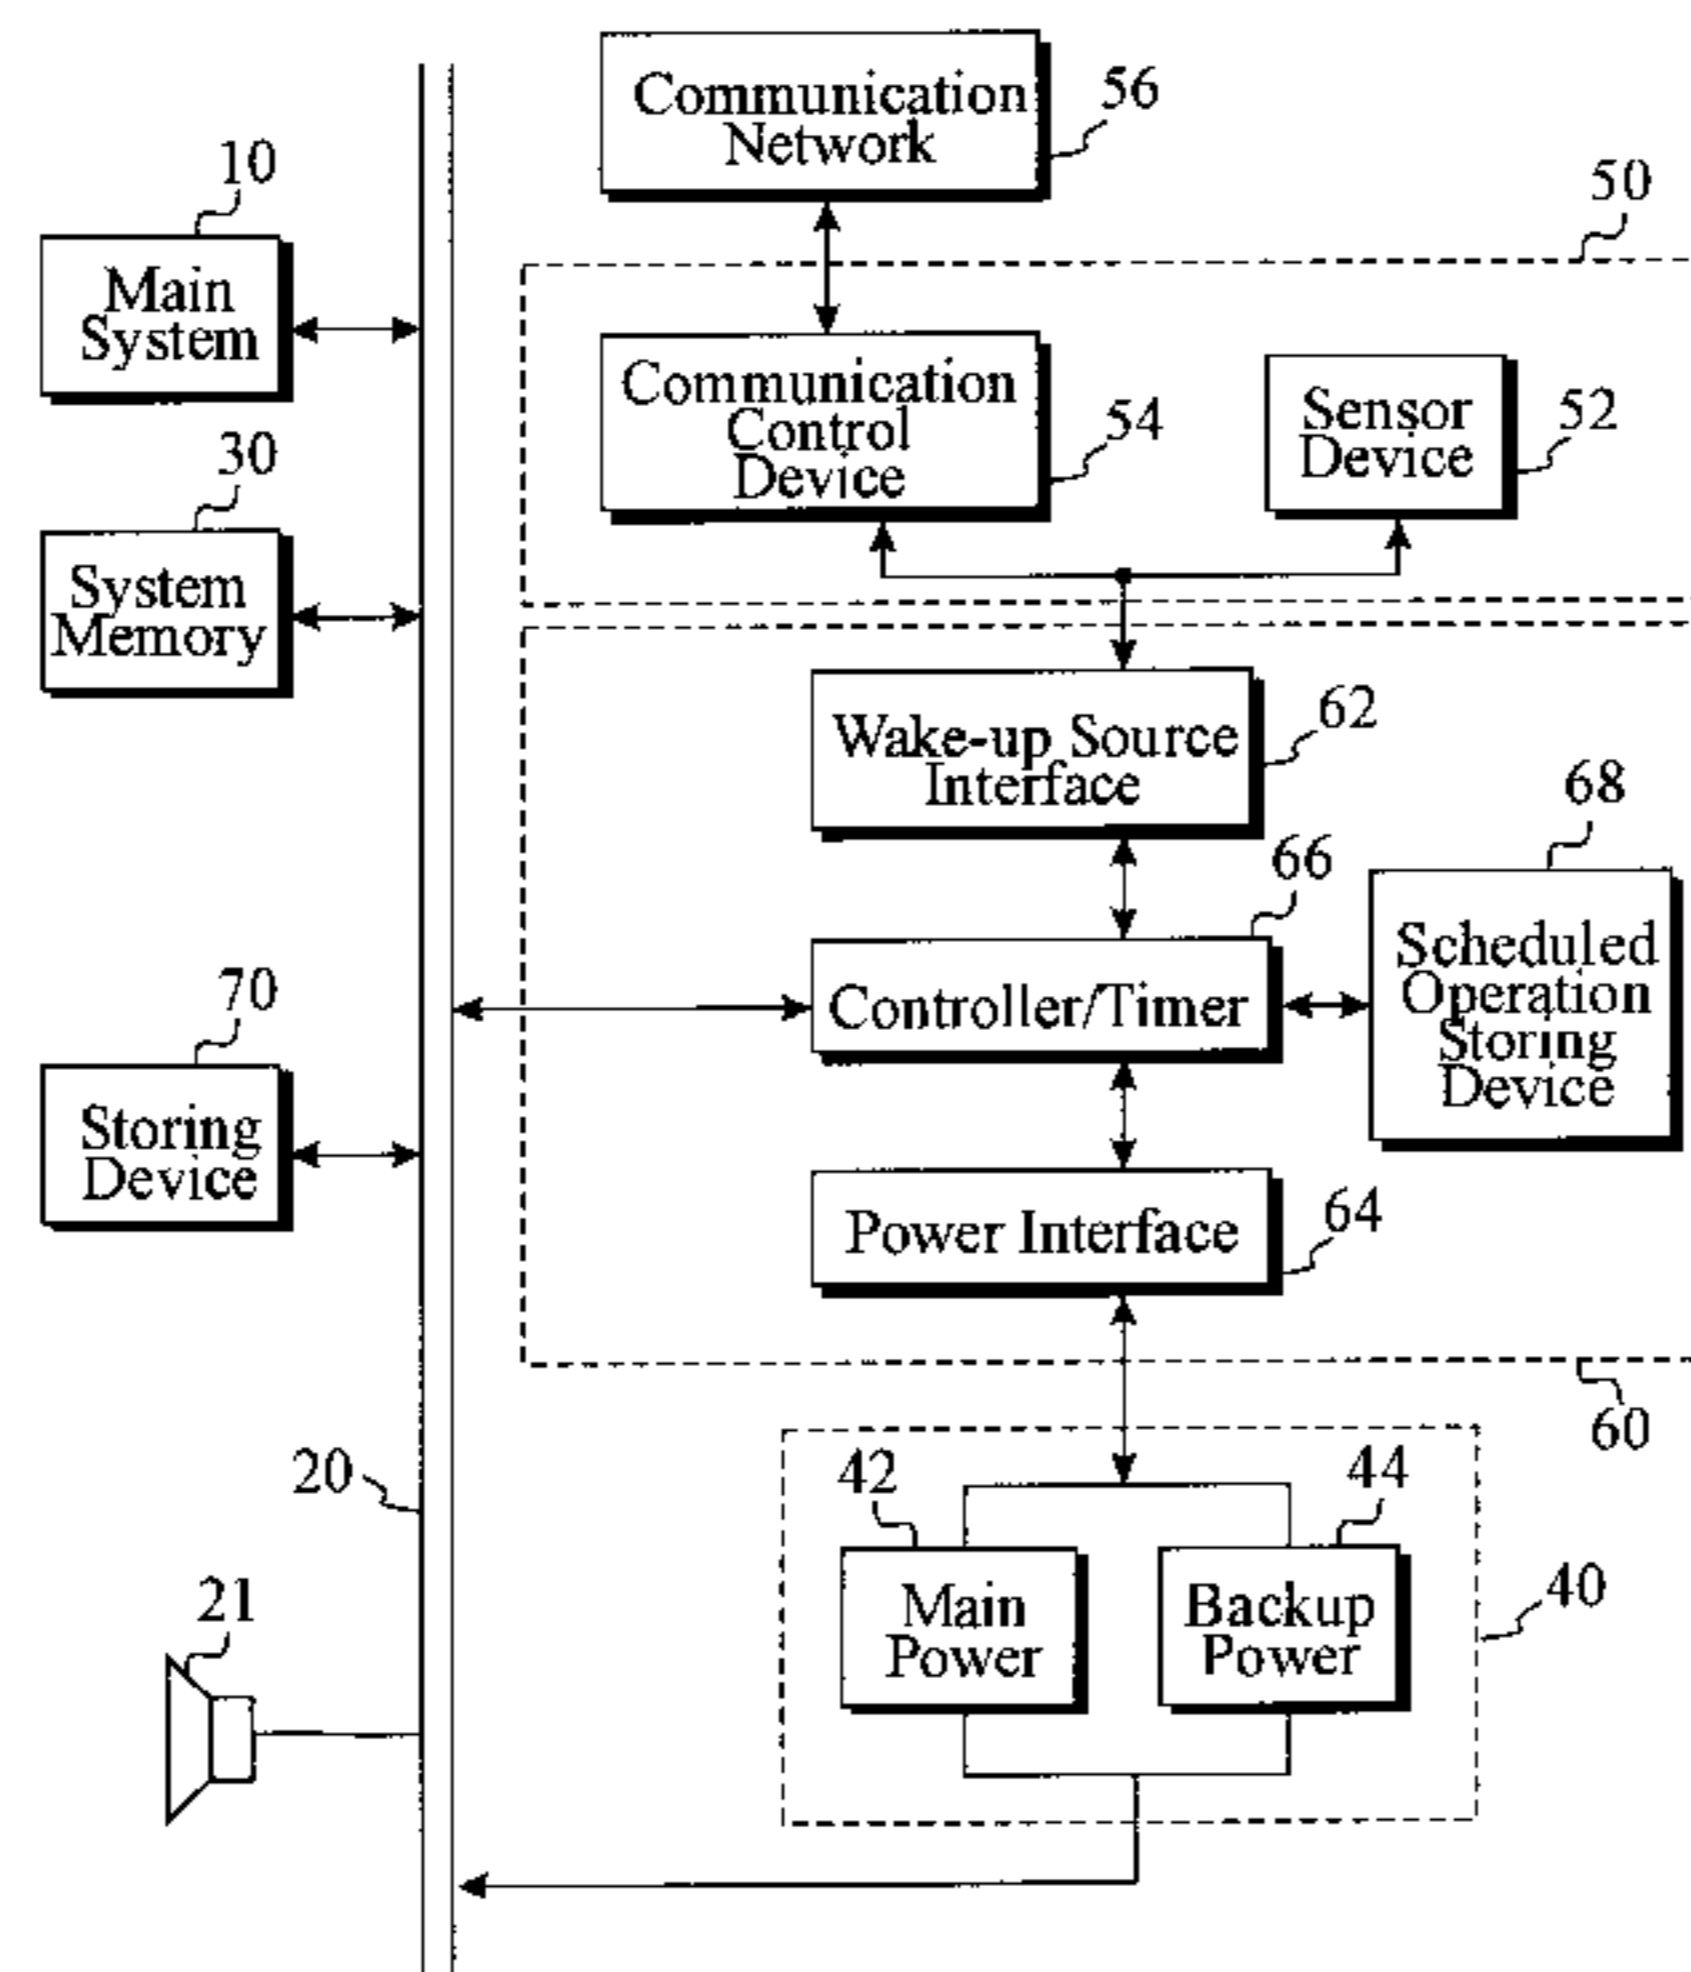 Communication
Network
56
10
Main
System
50
Communication
Control
Device
54
Sensor
Device
52
30
System
Memory
Wake-up Source
Interface
62
68
66
Scheduled
Operation
Storing
Device
Controller/Timer
70
Storing
Device
Power Interface
64
60
20
42
44
Main
Power
Backup
Power
40
21